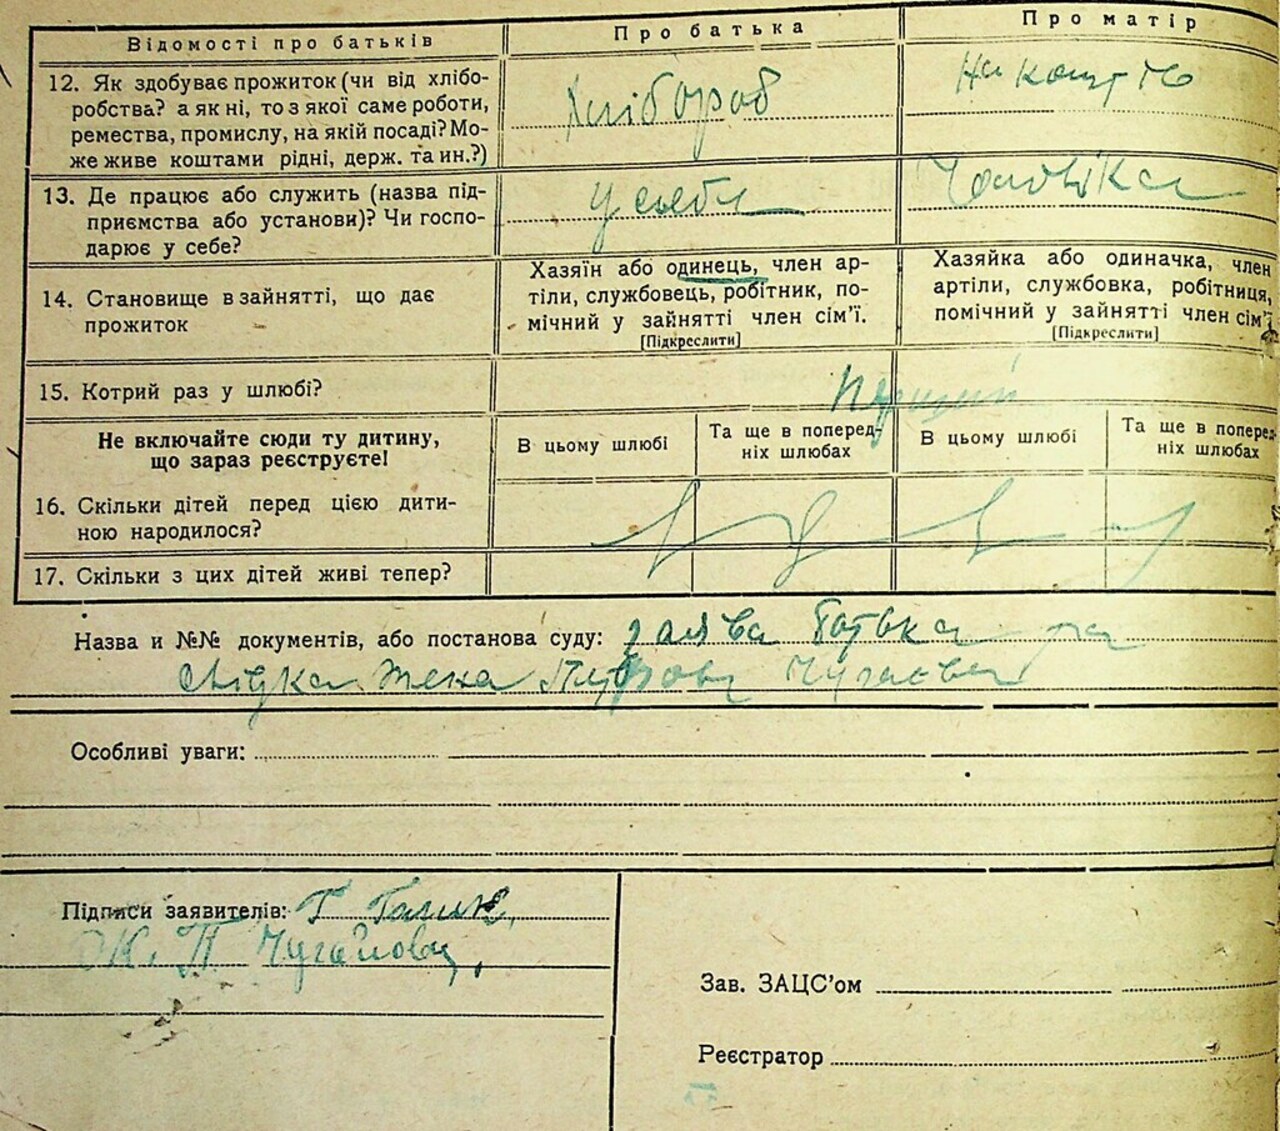 Відомості про батьків Про батька Про матір
12. Як здобуває прожиток (чи від хлібо-
робства? а як ні, то з якої саме роботи,
ремества, промислу, на якій посаді? Мо-
же живе коштами рідні, держ. та ин.?)
Хлібороб
На кошт
13. Де працює або служить (назва під-
приємства або установи)? Чи госпо-
дарює у себе?
у себе
Чоловіка
14. Становище в зайнятті, що дає
прожиток
Хазяїн або одинець, член ар-
тілі, службовець, робітник, по-
мічний у зайнятті член сім'ї.
[Підкреслити]
Хазяйка або одиначка, член
артіли, службовка, робітниця,
помічний у зайнятті член сім'ї
[Підкреслити]
15. Котрий раз у шлюбі?
Не включайте сюди ту дитину,
що зараз реєструєте!
В цьому шлюбі
Та ще в поперед-
ніх шлюбах
В цьому шлюбі
Та ще в поперед-
ніх шлюбах
16. Скільки дітей перед цією дити-
ною народилося?
17. Скільки з цих дітей живі тепер?
Назва и №№ документів, або постанова суду: заява батька та
свідка
Особливі уваги:
Підписи заявителів: Г Галик
Зав. ЗАЦС'ом
Реєстратор